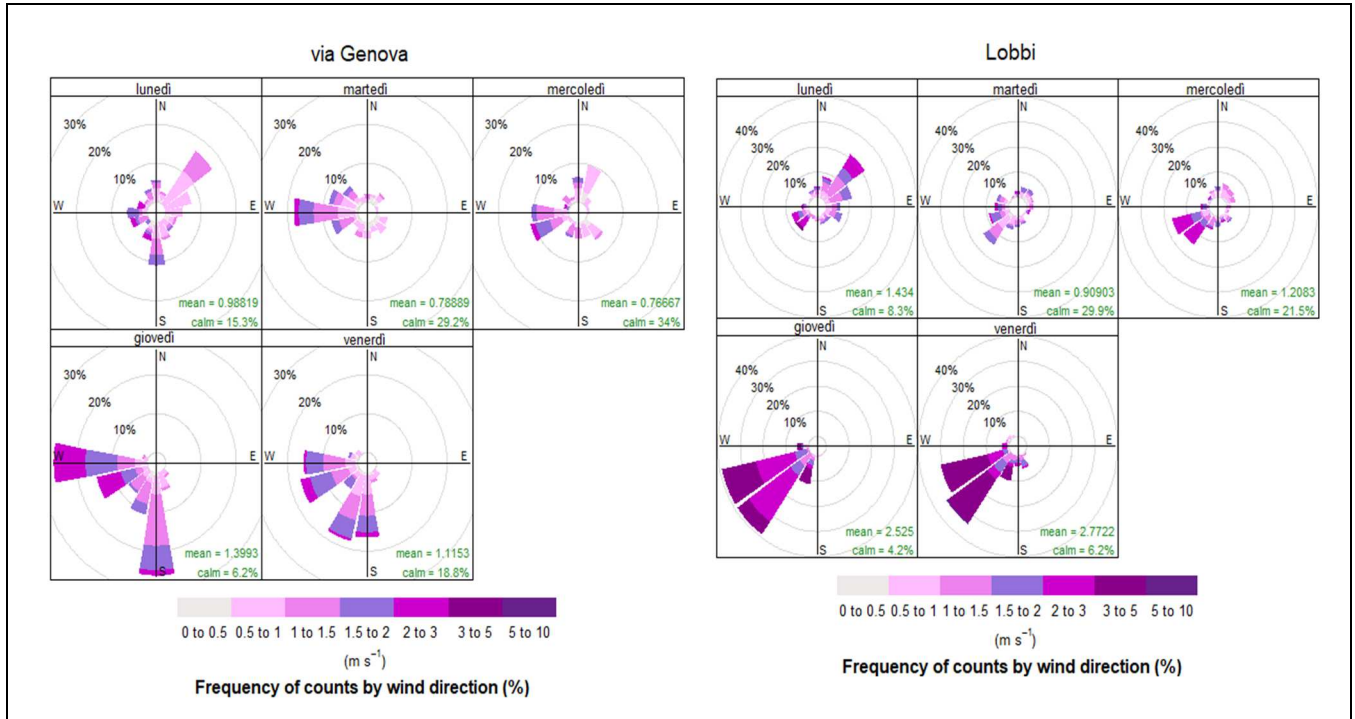 via Genova
lunedì martedì mercoledì
N N N
30% 30% 30%
20% 20% 20%
10% 10% 10%
W E W E W E
mean = 0.98819 mean = 0.78889 mean = 0.76667
S calm = 15.3% S calm = 29.2% S calm = 34%
giovedì venerdì
N N
30% 30%
20% 20%
10% 10%
W E W E
mean = 1.3993 mean = 1.1153
S calm = 6.2% S calm = 18.8%
0 to 0.5 0.5 to 1 1 to 1.5 1.5 to 2 2 to 3 3 to 5 5 to 10
(m s⁻¹)
Frequency of counts by wind direction (%)
Lobbi
lunedì martedì mercoledì
N N N
40% 40% 40%
30% 30% 30%
20% 20% 20%
10% 10% 10%
W E W E W E
mean = 1.434 mean = 0.90903 mean = 1.2083
S calm = 8.3% S calm = 29.9% S calm = 21.5%
giovedì venerdì
N N
40% 40%
30% 30%
20% 20%
10% 10%
W E W E
mean = 2.525 mean = 2.7722
S calm = 4.2% S calm = 6.2%
0 to 0.5 0.5 to 1 1 to 1.5 1.5 to 2 2 to 3 3 to 5 5 to 10
(m s⁻¹)
Frequency of counts by wind direction (%)